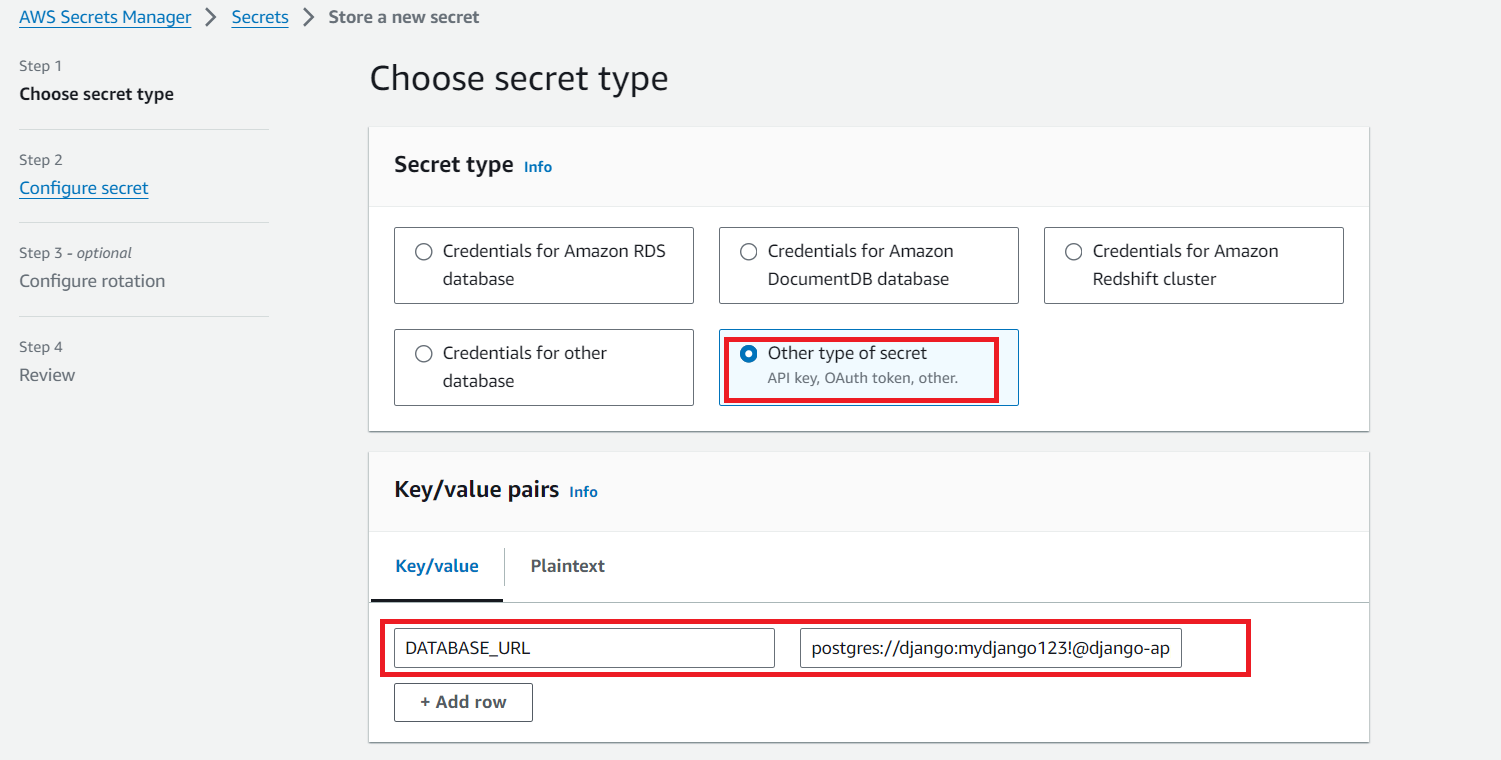 AWS Secrets Manager > Secrets > Store a new secret
Step 1
Choose secret type
Step 2
Configure secret
Step 3 - optional
Configure rotation
Step 4
Review
Choose secret type
Secret type Info
Credentials for Amazon RDS
database
Credentials for Amazon
DocumentDB database
Credentials for Amazon
Redshift cluster
Credentials for other
database
Other type of secret
API key, OAuth token, other.
Key/value pairs Info
Key/value Plaintext
DATABASE_URL postgres://django:mydjango123!@django-ap
+ Add row